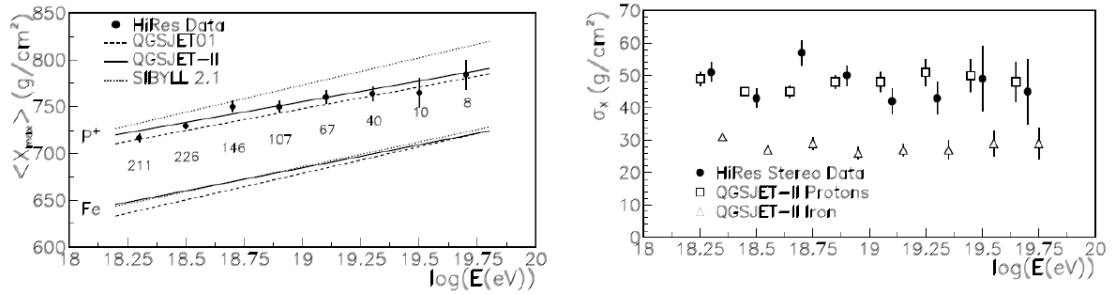 <X_max> (g/cm²)
850
800
750
700
650
600
HiRes Data
QGSJET01
QGSJET-II
SIBYLL 2.1
P⁺
Fe
211
226
146
107
67
40
10
8
18 18.25 18.5 18.75 19 19.25 19.5 19.75 20
log(E(eV))
σ_x (g/cm²)
70
60
50
40
30
20
10
0
HiRes Stereo Data
QGSJET-II Protons
QGSJET-II Iron
18 18.25 18.5 18.75 19 19.25 19.5 19.75 20
log(E(eV))